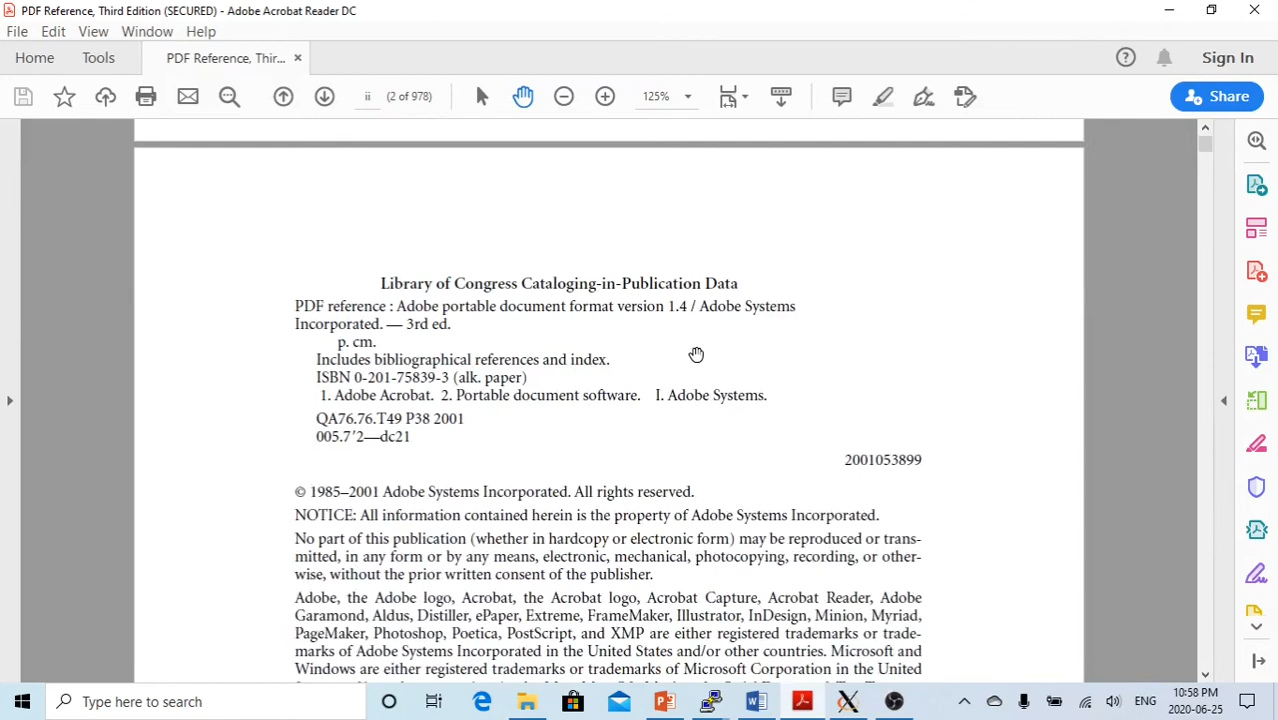 PDF Reference, Third Edition (SECURED) - Adobe Acrobat Reader DC
File Edit View Window Help
Home Tools PDF Reference, Thir... × Sign In
ii (2 of 978) 125% Share
Library of Congress Cataloging-in-Publication Data
PDF reference : Adobe portable document format version 1.4 / Adobe Systems
Incorporated. — 3rd ed.
p. cm.
Includes bibliographical references and index.
ISBN 0-201-75839-3 (alk. paper)
1. Adobe Acrobat. 2. Portable document software. I. Adobe Systems.
QA76.76.T49 P38 2001
005.7′2—dc21
2001053899
© 1985–2001 Adobe Systems Incorporated. All rights reserved.
NOTICE: All information contained herein is the property of Adobe Systems Incorporated.
No part of this publication (whether in hardcopy or electronic form) may be reproduced or trans-
mitted, in any form or by any means, electronic, mechanical, photocopying, recording, or other-
wise, without the prior written consent of the publisher.
Adobe, the Adobe logo, Acrobat, the Acrobat logo, Acrobat Capture, Acrobat Reader, Adobe
Garamond, Aldus, Distiller, ePaper, Extreme, FrameMaker, Illustrator, InDesign, Minion, Myriad,
PageMaker, Photoshop, Poetica, PostScript, and XMP are either registered trademarks or trade-
marks of Adobe Systems Incorporated in the United States and/or other countries. Microsoft and
Windows are either registered trademarks or trademarks of Microsoft Corporation in the United
Type here to search
ENG
10:58 PM
2020-06-25